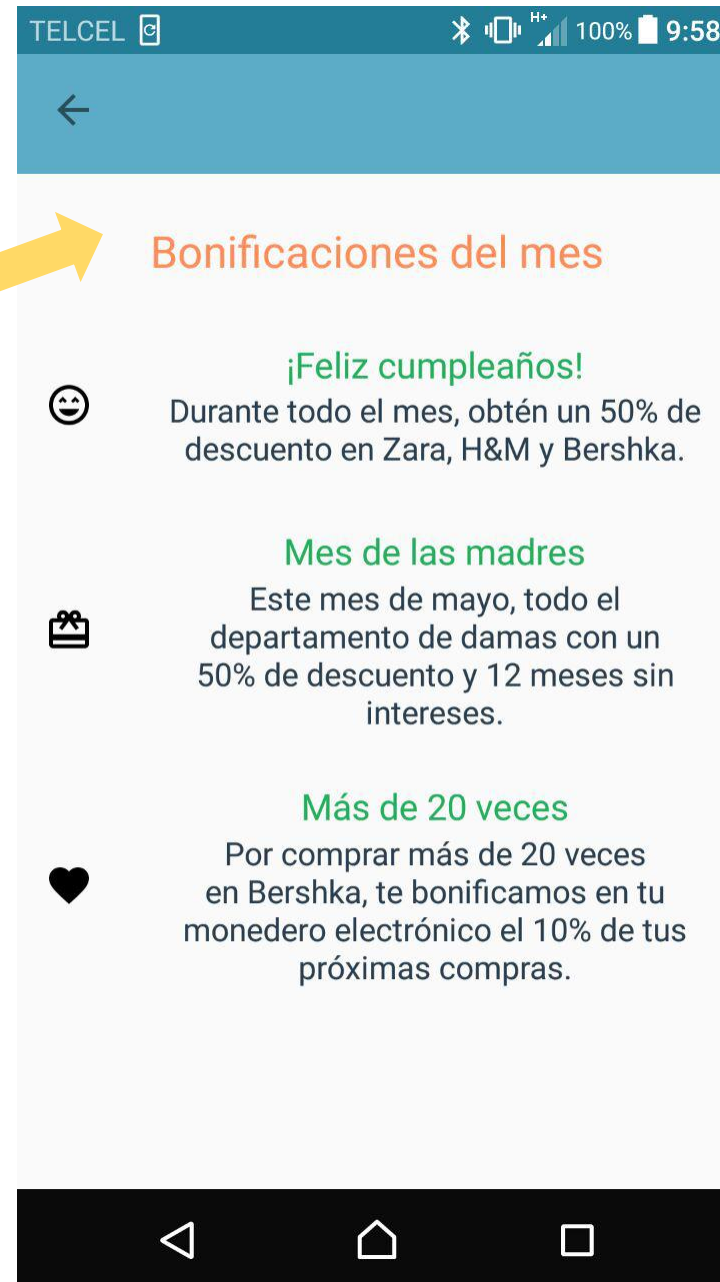 TELCEL H+ 100% 9:58
Bonificaciones del mes
¡Feliz cumpleaños!
Durante todo el mes, obtén un 50% de
descuento en Zara, H&M y Bershka.
Mes de las madres
Este mes de mayo, todo el
departamento de damas con un
50% de descuento y 12 meses sin
intereses.
Más de 20 veces
Por comprar más de 20 veces
en Bershka, te bonificamos en tu
monedero electrónico el 10% de tus
próximas compras.